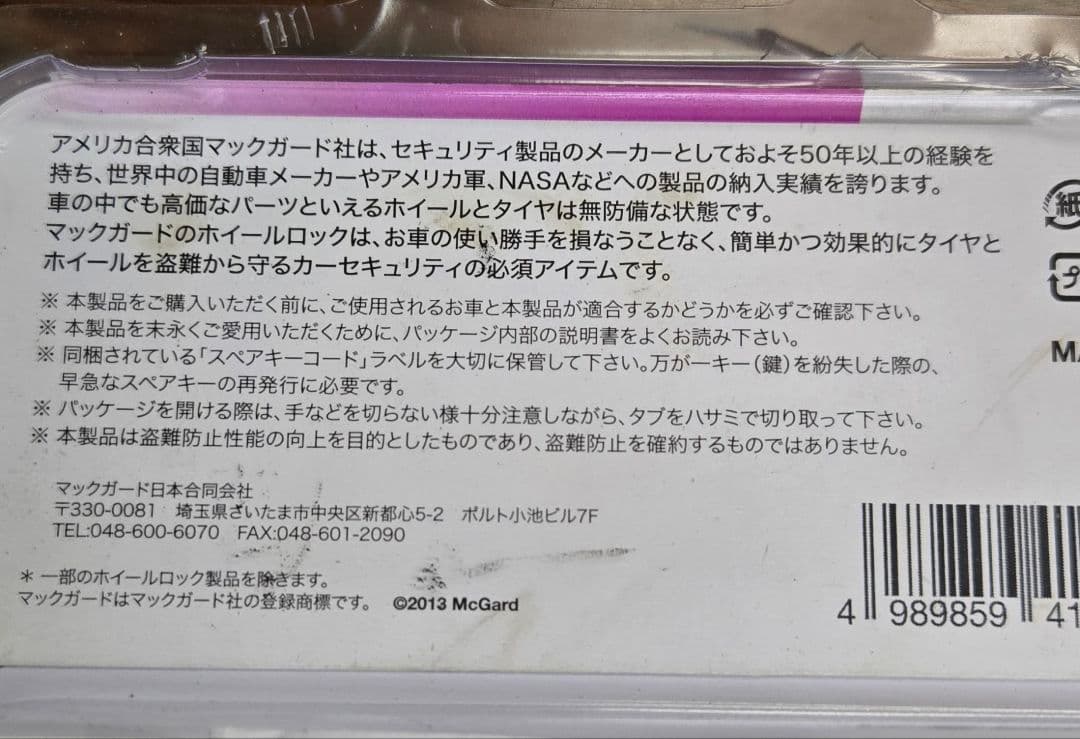 アメリカ合衆国マックガード社は、セキュリティ製品のメーカーとしておよそ50年以上の経験を
持ち、世界中の自動車メーカーやアメリカ軍、NASAなどへの製品の納入実績を誇ります。
車の中でも高価なパーツといえるホイールとタイヤは無防備な状態です。
マックガードのホイールロックは、お車の使い勝手を損なうことなく、簡単かつ効果的にタイヤと
ホイールを盗難から守るカーセキュリティの必須アイテムです。
※ 本製品をご購入いただく前に、ご使用されるお車と本製品が適合するかどうかを必ずご確認下さい。
※ 本製品を末永くご愛用いただくために、パッケージ内部の説明書をよくお読み下さい。
※ 同梱されている「スペアキーコード」ラベルを大切に保管して下さい。万が一キー(鍵)を紛失した際の、
早急なスペアキーの再発行に必要です。
※ パッケージを開ける際は、手などを切らない様十分注意しながら、タブをハサミで切り取って下さい。
※ 本製品は盗難防止性能の向上を目的としたものであり、盗難防止を確約するものではありません。
マックガード日本合同会社
〒330-0081 埼玉県さいたま市中央区新都心5-2 ポルト小池ビル7F
TEL:048-600-6070 FAX:048-601-2090
* 一部のホイールロック製品を除きます。
マックガードはマックガード社の登録商標です。 ©2013 McGard
紙
プ
MA
4 989859 41